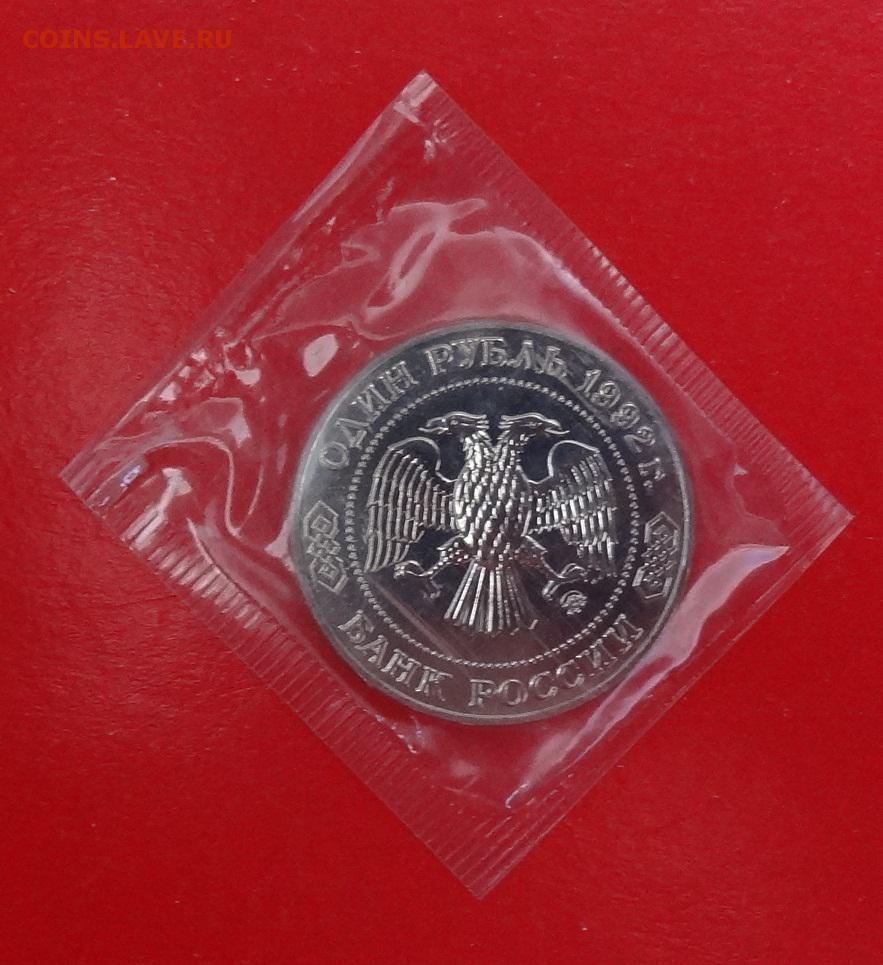 COINS.LAVE.RU
ОДИН РУБЛЬ 1992 г.
БАНК РОССИИ